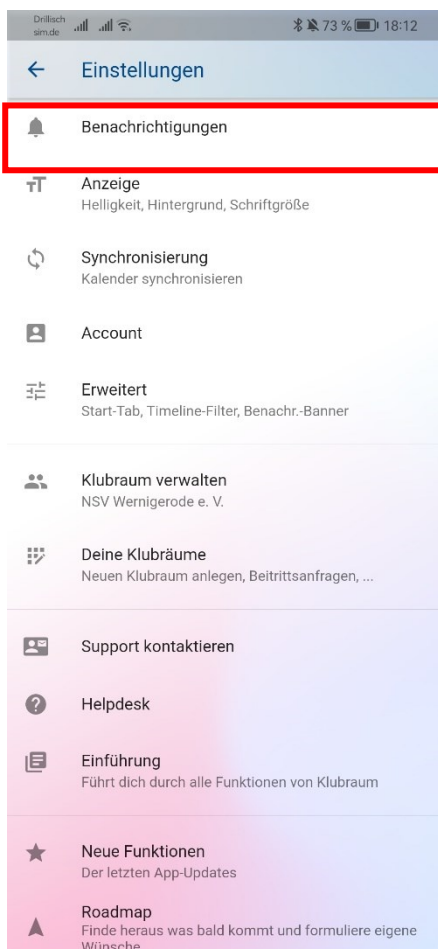 Drillisch
sim.de
73 % 18:12
Einstellungen
Benachrichtigungen
Anzeige
Helligkeit, Hintergrund, Schriftgröße
Synchronisierung
Kalender synchronisieren
Account
Erweitert
Start-Tab, Timeline-Filter, Benachr.-Banner
Klubraum verwalten
NSV Wernigerode e. V.
Deine Klubräume
Neuen Klubraum anlegen, Beitrittsanfragen, ...
Support kontaktieren
Helpdesk
Einführung
Führt dich durch alle Funktionen von Klubraum
Neue Funktionen
Der letzten App-Updates
Roadmap
Finde heraus was bald kommt und formuliere eigene
Wünsche